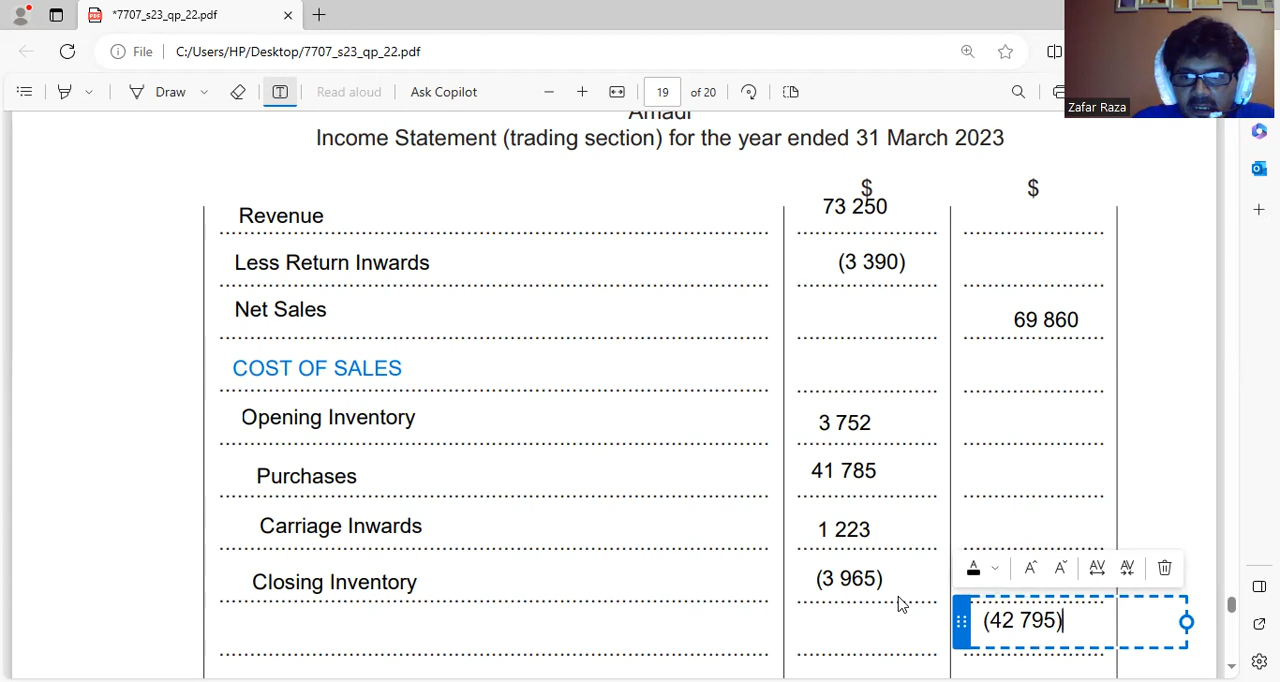 *7707_s23_qp_22.pdf
File C:/Users/HP/Desktop/7707_s23_qp_22.pdf
Draw Read aloud Ask Copilot 19 of 20
Zafar Raza
Amadi
Income Statement (trading section) for the year ended 31 March 2023
$ $
Revenue 73 250
Less Return Inwards (3 390)
Net Sales 69 860
COST OF SALES
Opening Inventory 3 752
Purchases 41 785
Carriage Inwards 1 223
Closing Inventory (3 965)
(42 795)